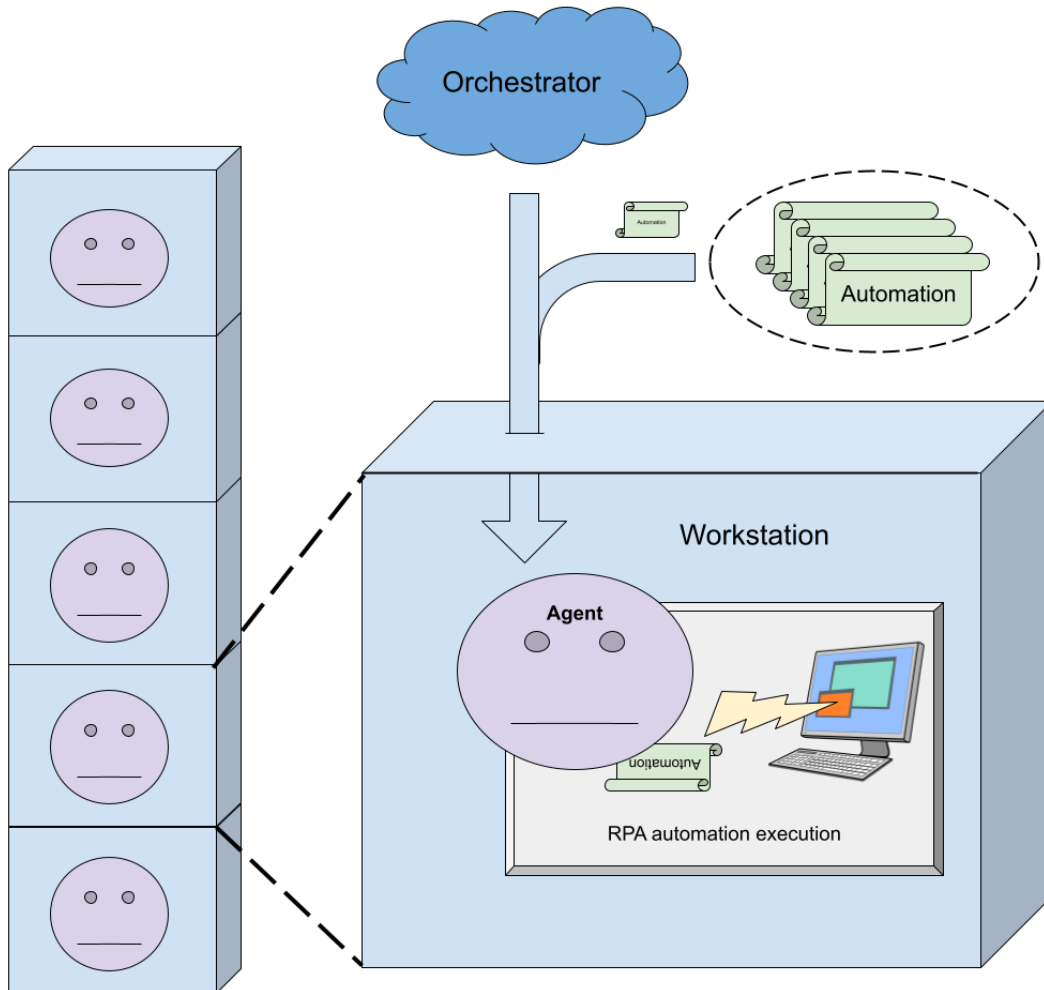 Orchestrator
Automation
Automation
Workstation
Agent
Automation
RPA automation execution